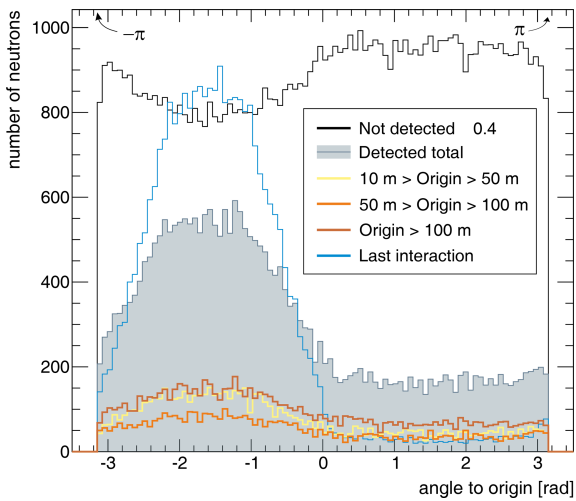 number of neutrons
1000
800
600
400
200
0
−π
π
Not detected 0.4
Detected total
10 m > Origin > 50 m
50 m > Origin > 100 m
Origin > 100 m
Last interaction
-3 -2 -1 0 1 2 3
angle to origin [rad]